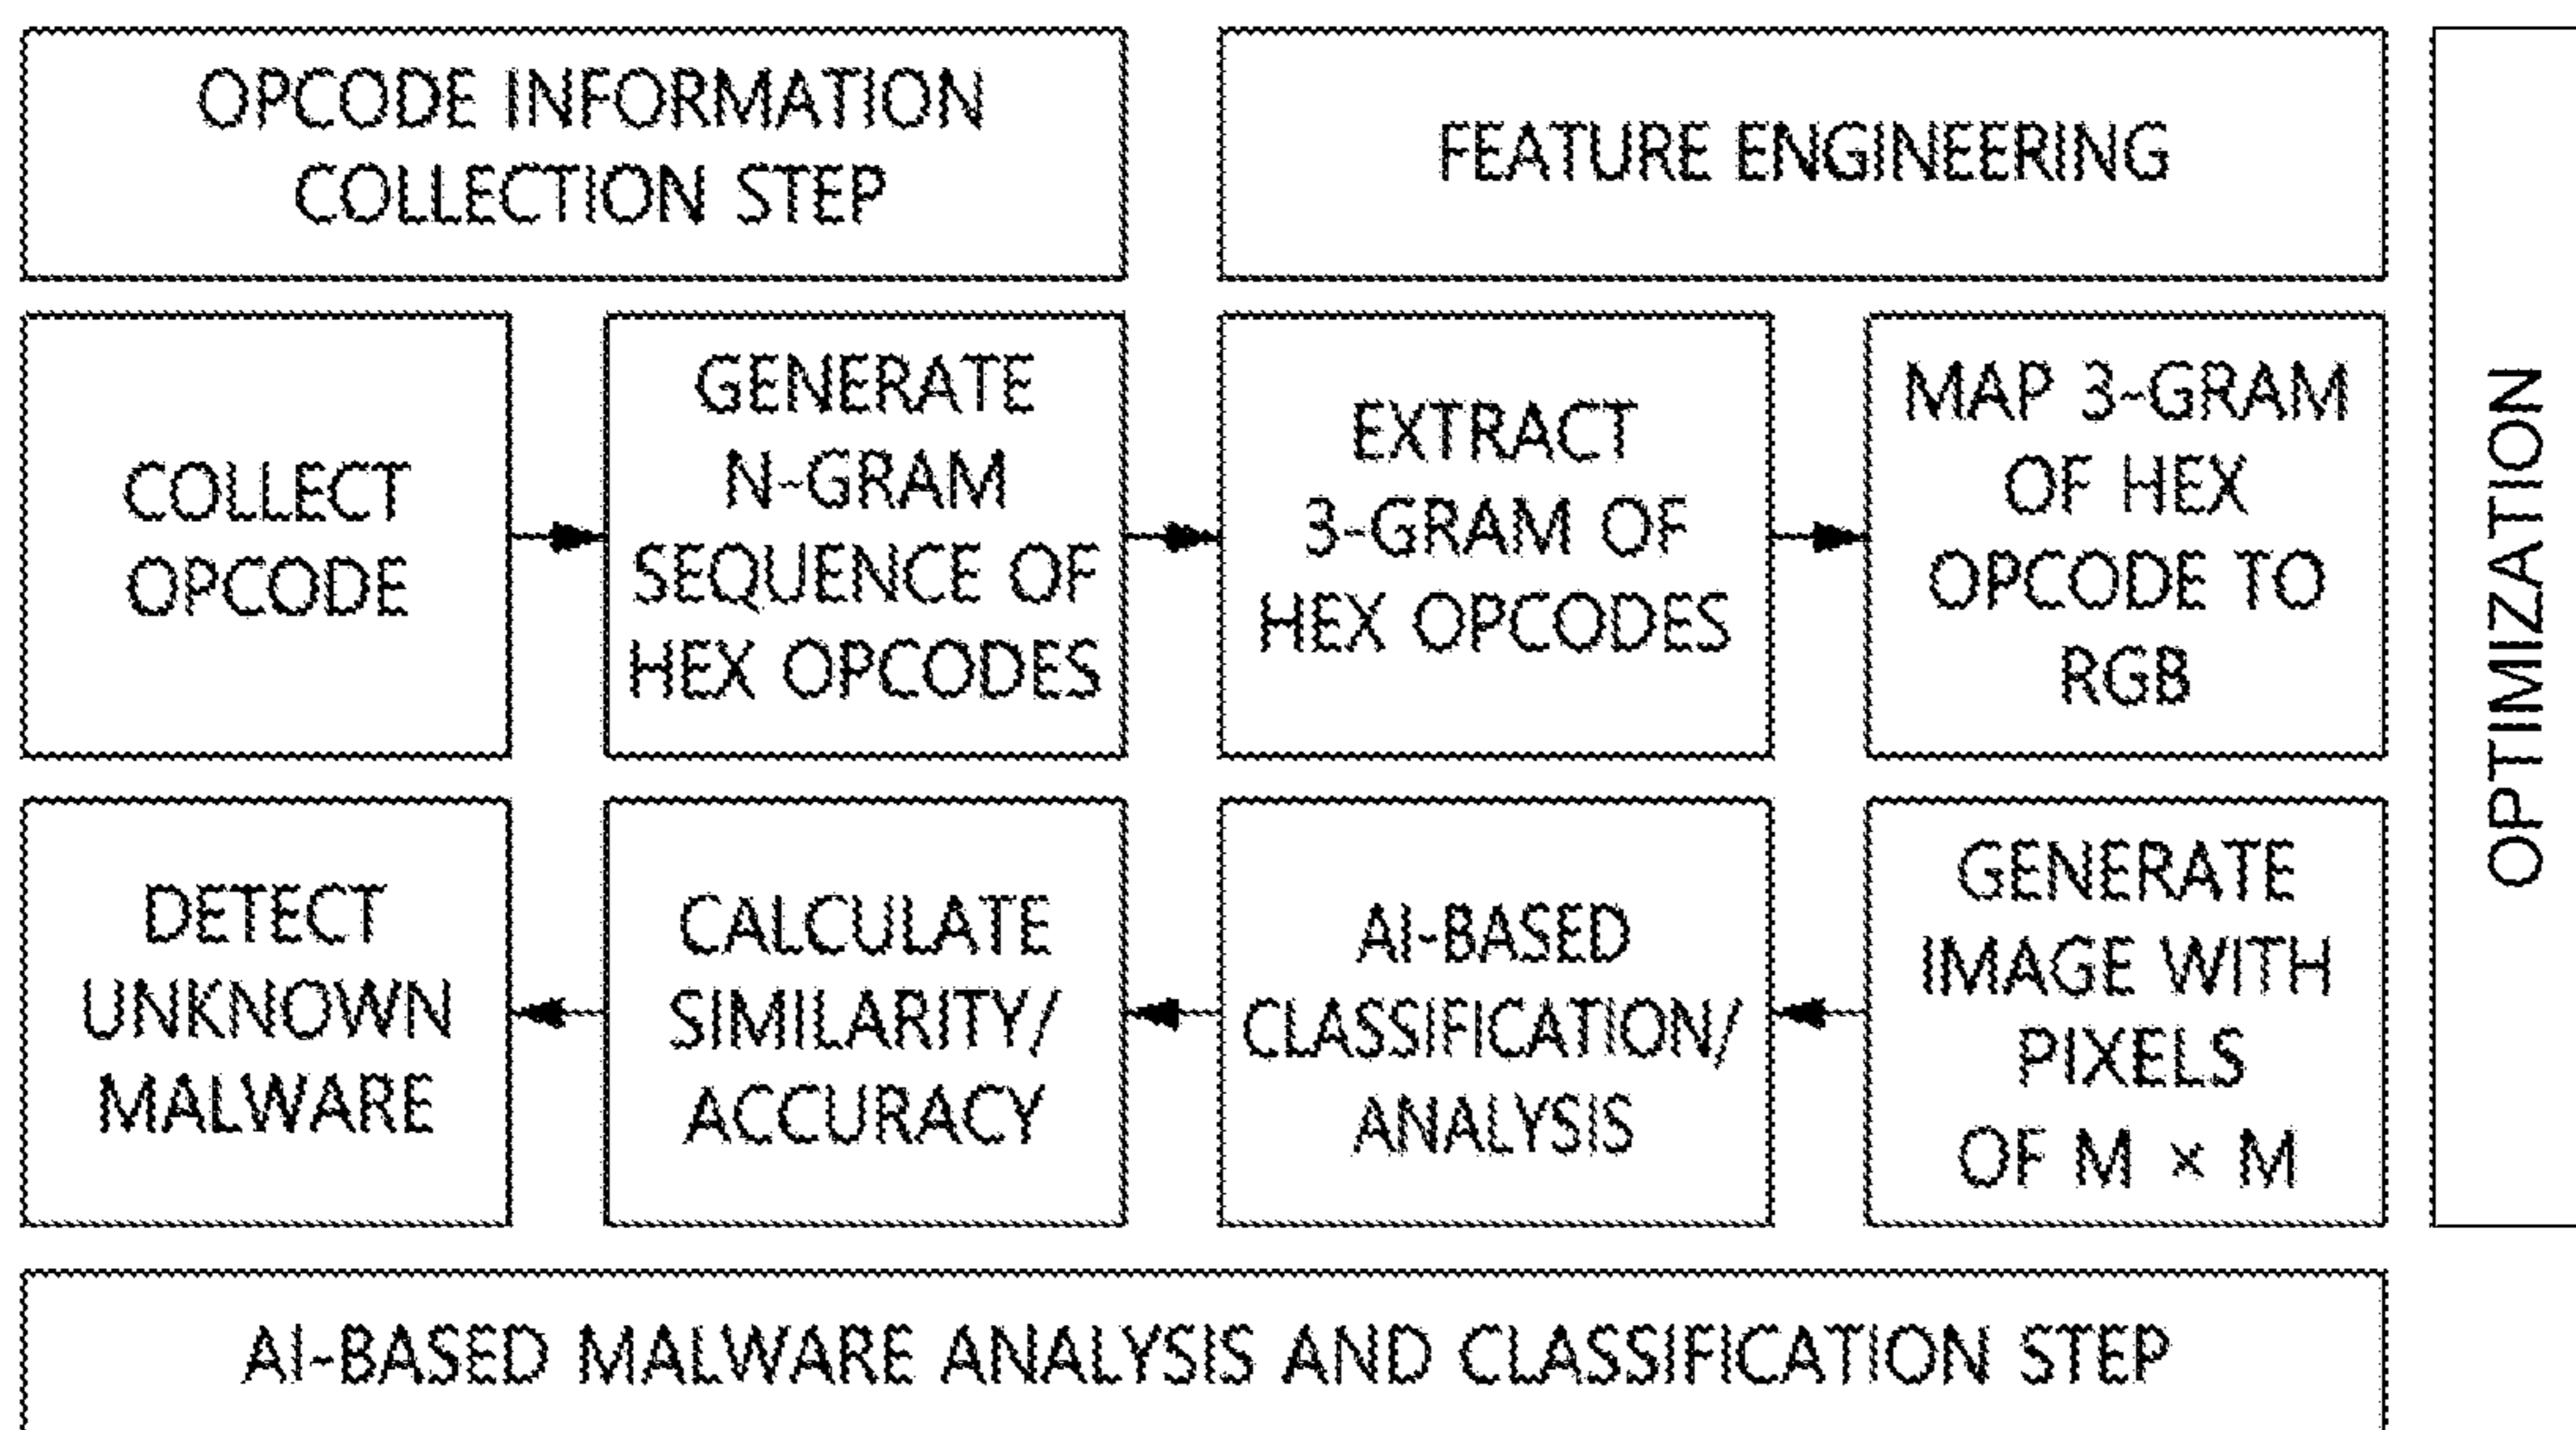 OPCODE INFORMATION
COLLECTION STEP
FEATURE ENGINEERING
COLLECT
OPCODE
GENERATE
N-GRAM
SEQUENCE OF
HEX OPCODES
EXTRACT
3-GRAM OF
HEX OPCODES
MAP 3-GRAM
OF HEX
OPCODE TO
RGB
OPTIMIZATION
DETECT
UNKNOWN
MALWARE
CALCULATE
SIMILARITY/
ACCURACY
AI-BASED
CLASSIFICATION/
ANALYSIS
GENERATE
IMAGE WITH
PIXELS
OF M × M
AI-BASED MALWARE ANALYSIS AND CLASSIFICATION STEP